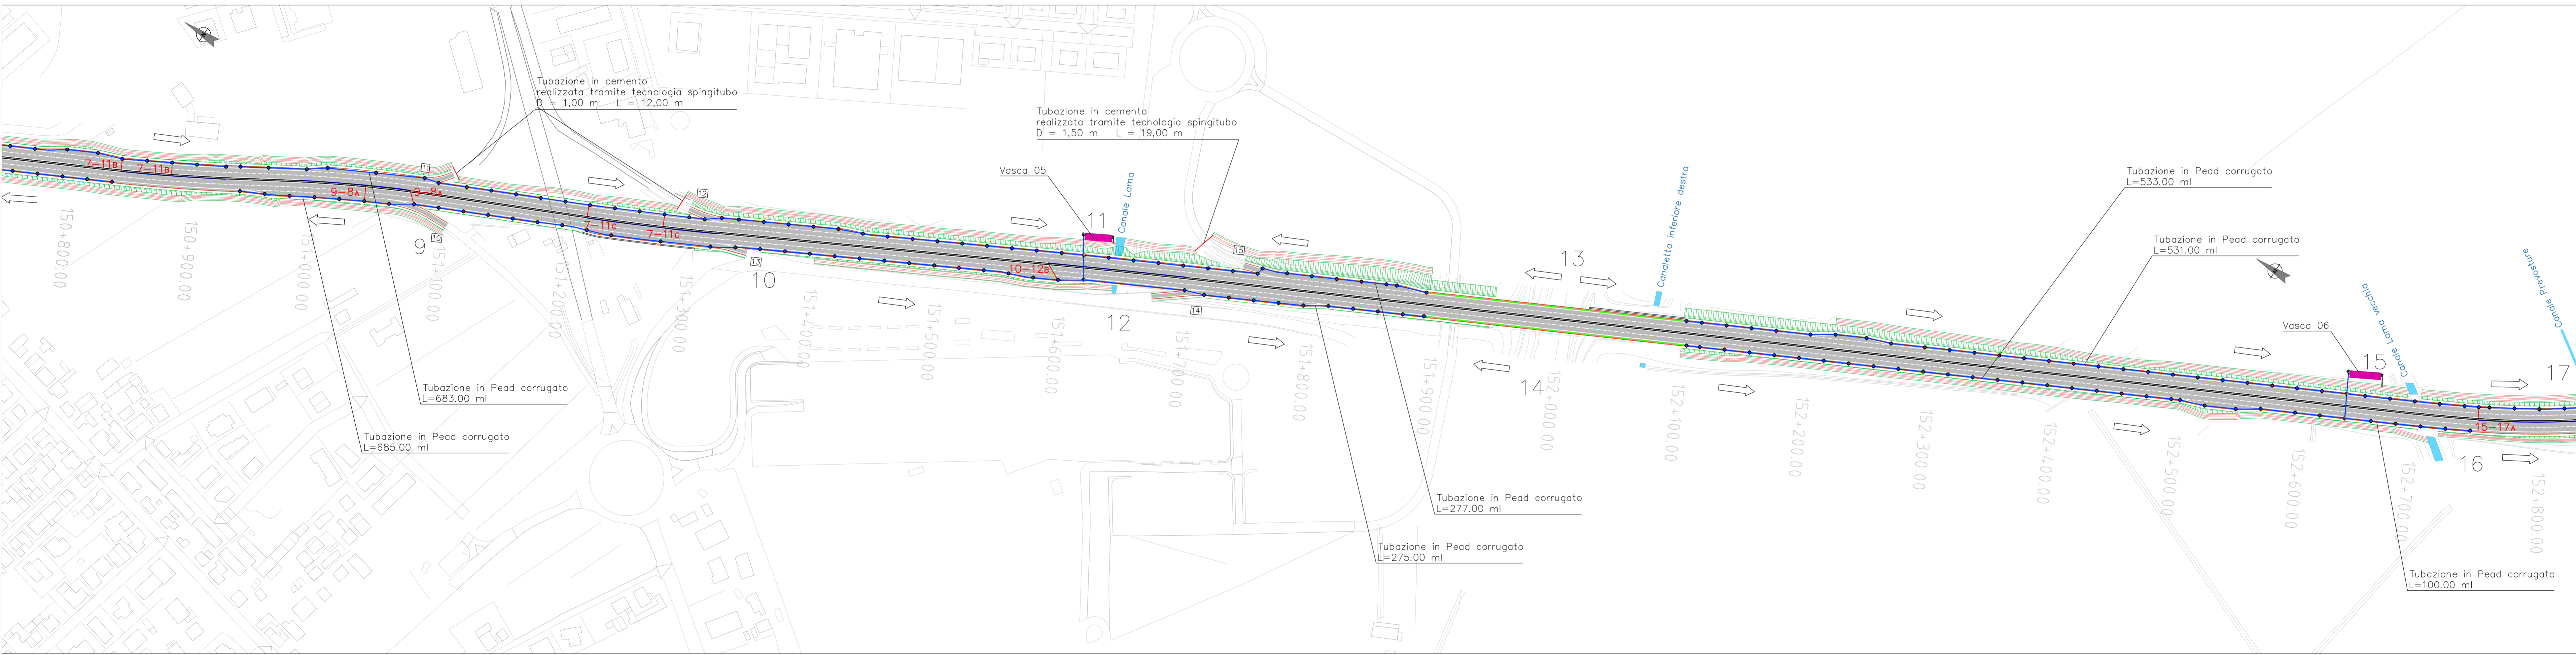 Tubazione in cemento
realizzata tramite tecnologia spingitubo
D = 1,00 m   L = 12,00 m
Tubazione in cemento
realizzata tramite tecnologia spingitubo
D = 1,50 m   L = 19,00 m
Vasca 05
Canale Lama
Canaletta inferiore destra
Tubazione in Pead corrugato
L=533.00 ml
Tubazione in Pead corrugato
L=531.00 ml
Vasca 06
Canale Lama vecchia
Canale Prevosture
7-11B
7-11B
9-8A
9-8A
7-11C
7-11C
10-12B
15-17A
11
10
12
13
15
14
9
10
11
12
13
14
15
16
17
150+800.00
150+900.00
151+000.00
151+100.00
151+200.00
151+300.00
151+400.00
151+500.00
151+600.00
151+700.00
151+800.00
151+900.00
152+000.00
152+100.00
152+200.00
152+300.00
152+400.00
152+500.00
152+600.00
152+700.00
152+800.00
Tubazione in Pead corrugato
L=683.00 ml
Tubazione in Pead corrugato
L=685.00 ml
Tubazione in Pead corrugato
L=277.00 ml
Tubazione in Pead corrugato
L=275.00 ml
Tubazione in Pead corrugato
L=100.00 ml